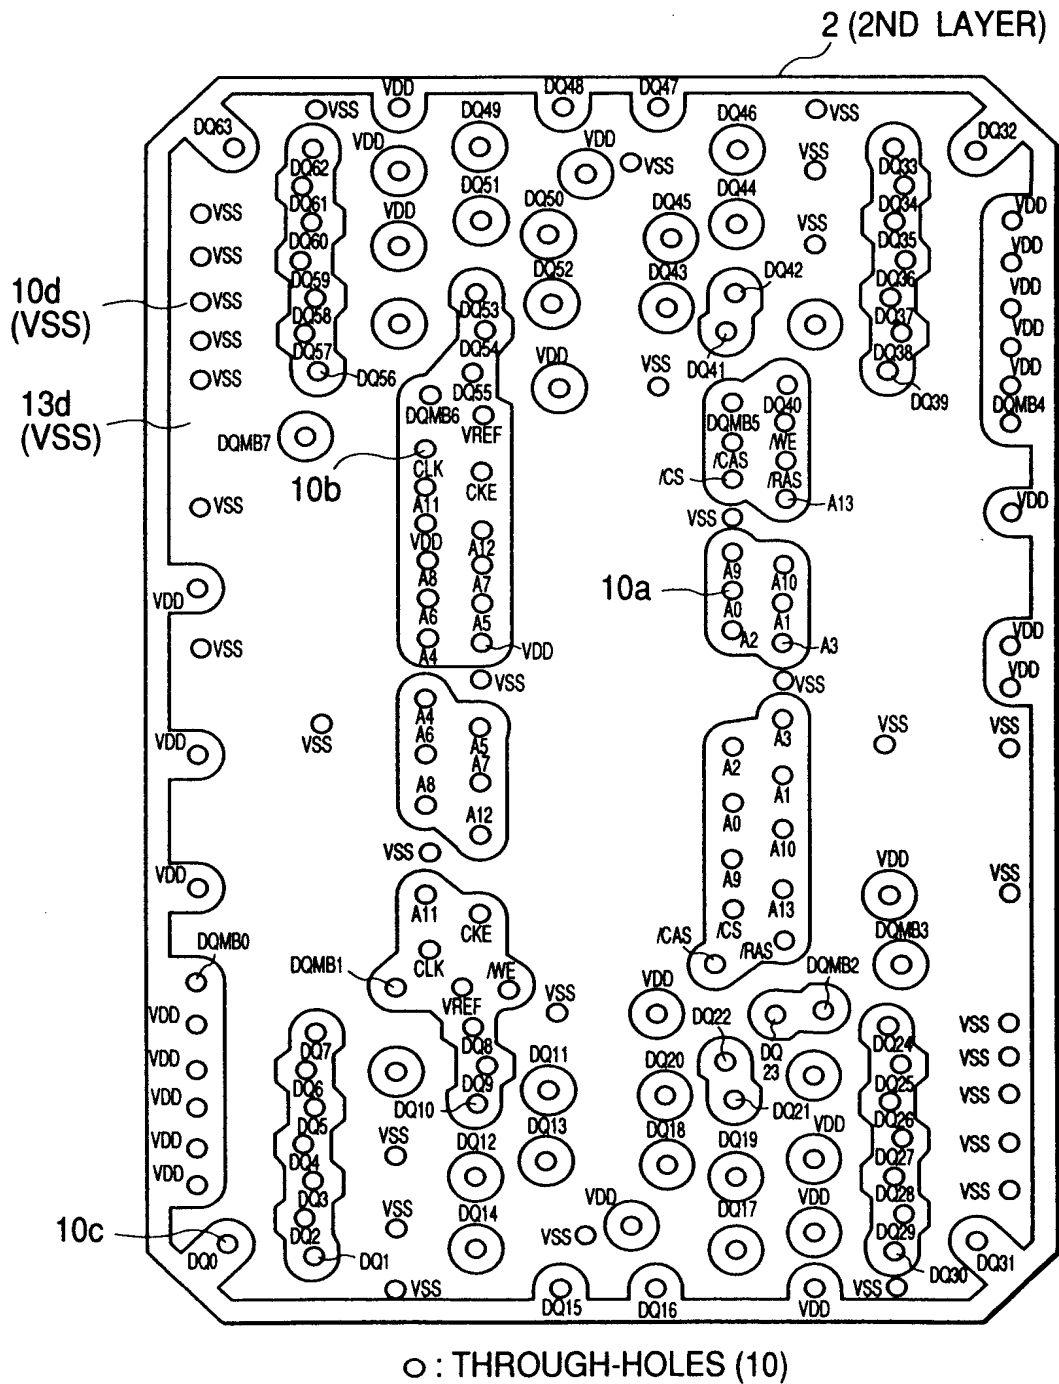 2 (2ND LAYER)
VDD
DQ48
DQ47
VSS
DQ49
DQ46
VSS
DQ63
DQ32
VDD
VDD
VSS
VSS
DQ62
DQ33
DQ51
DQ44
DQ61
DQ50
DQ45
DQ34
VSS
VDD
VDD
DQ60
DQ35
VSS
VDD
DQ52
DQ43
DQ42
10d
(VSS)
VSS
DQ59
DQ36
VDD
DQ53
DQ58
DQ37
VSS
DQ54
VDD
DQ57
DQ41
DQ38
VDD
VSS
DQ56
DQ55
VDD
VSS
DQ39
13d
(VSS)
DQMB6
DQMB5
DQ40
DQMB4
DQMB7
VREF
/WE
10b
CLK
CKE
/CAS
/CS
/RAS
VSS
A11
A13
VDD
VSS
VDD
A12
A9
A10
A8
A7
10a
VDD
A6
A5
A0
A1
VSS
A4
VDD
A2
A3
VDD
VDD
VSS
VSS
A4
A3
VSS
A6
A5
VSS
VDD
A7
A2
A1
A8
A12
A0
A10
VSS
VDD
VDD
A9
A13
VSS
A11
CKE
/CS
DQMB0
CLK
/CAS
/RAS
DQMB3
DQMB1
/WE
DQMB2
VDD
VREF
VSS
VDD
VSS
DQ7
DQ8
DQ22
DQ24
VSS
VDD
DQ6
DQ9
DQ11
DQ20
DQ
23
DQ25
VSS
VDD
DQ5
DQ10
DQ21
DQ26
VDD
DQ4
VSS
DQ12
DQ13
DQ18
DQ19
VDD
DQ27
VSS
VDD
DQ3
DQ28
VSS
10c
DQ2
VSS
DQ14
VDD
DQ17
VDD
DQ29
VSS
DQ0
DQ1
DQ30
DQ31
VSS
DQ15
DQ16
VDD
VSS
: THROUGH-HOLES (10)